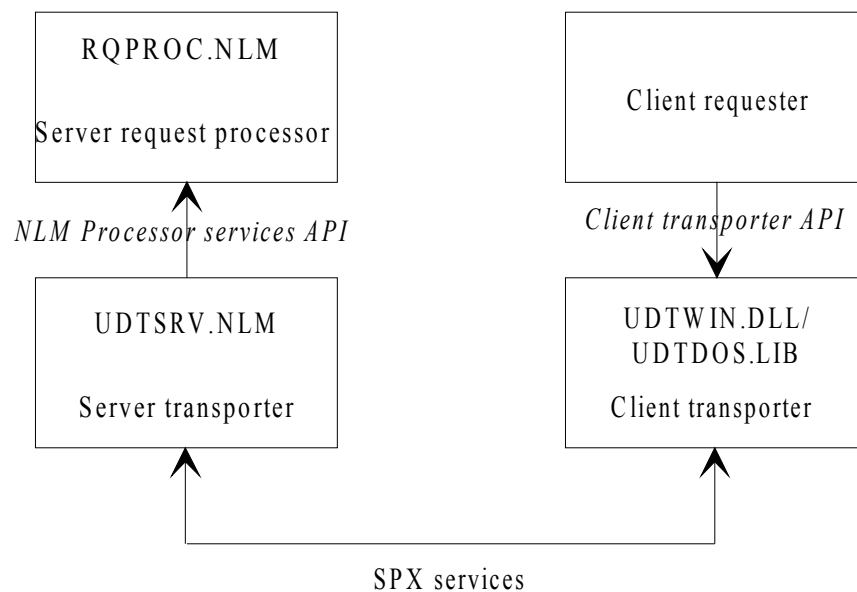 RQPROC.NLM
Server request processor
Client requester
NLM Processor services API
Client transporter API
UDTSRV.NLM
Server transporter
UDTWIN.DLL/
UDTDOS.LIB
Client transporter
SPX services